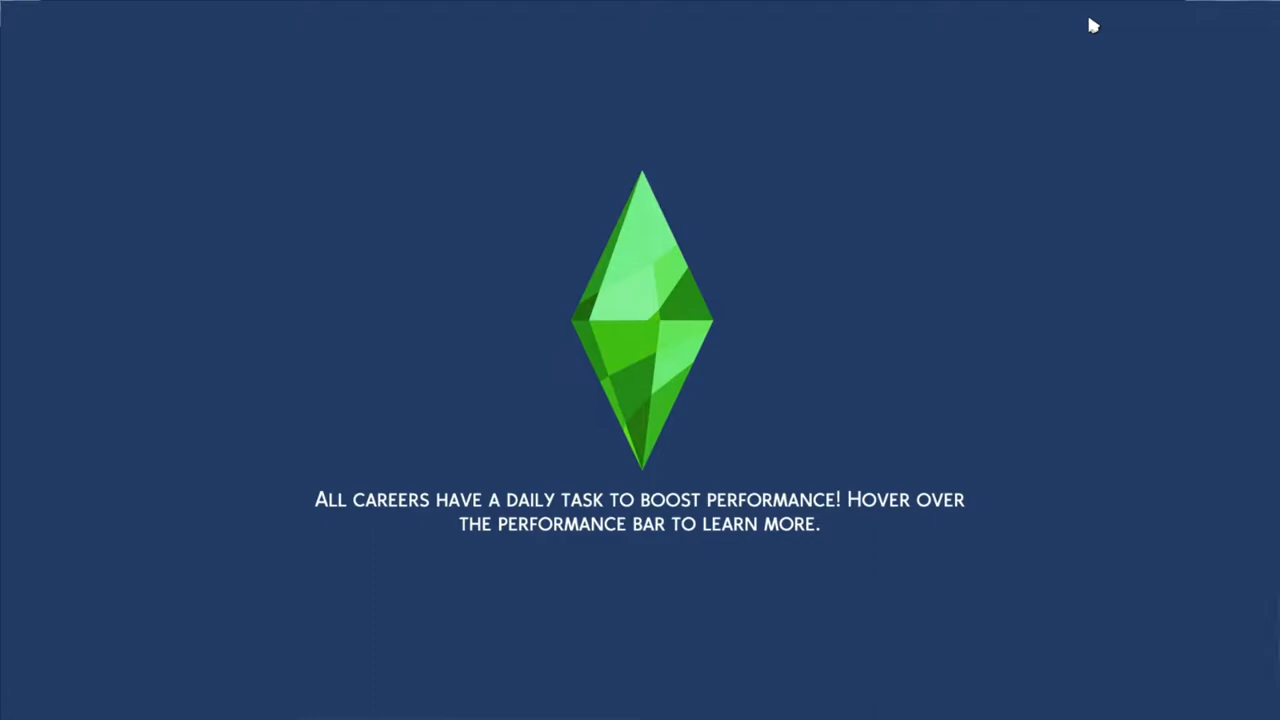 All careers have a daily task to boost performance! Hover over
the performance bar to learn more.